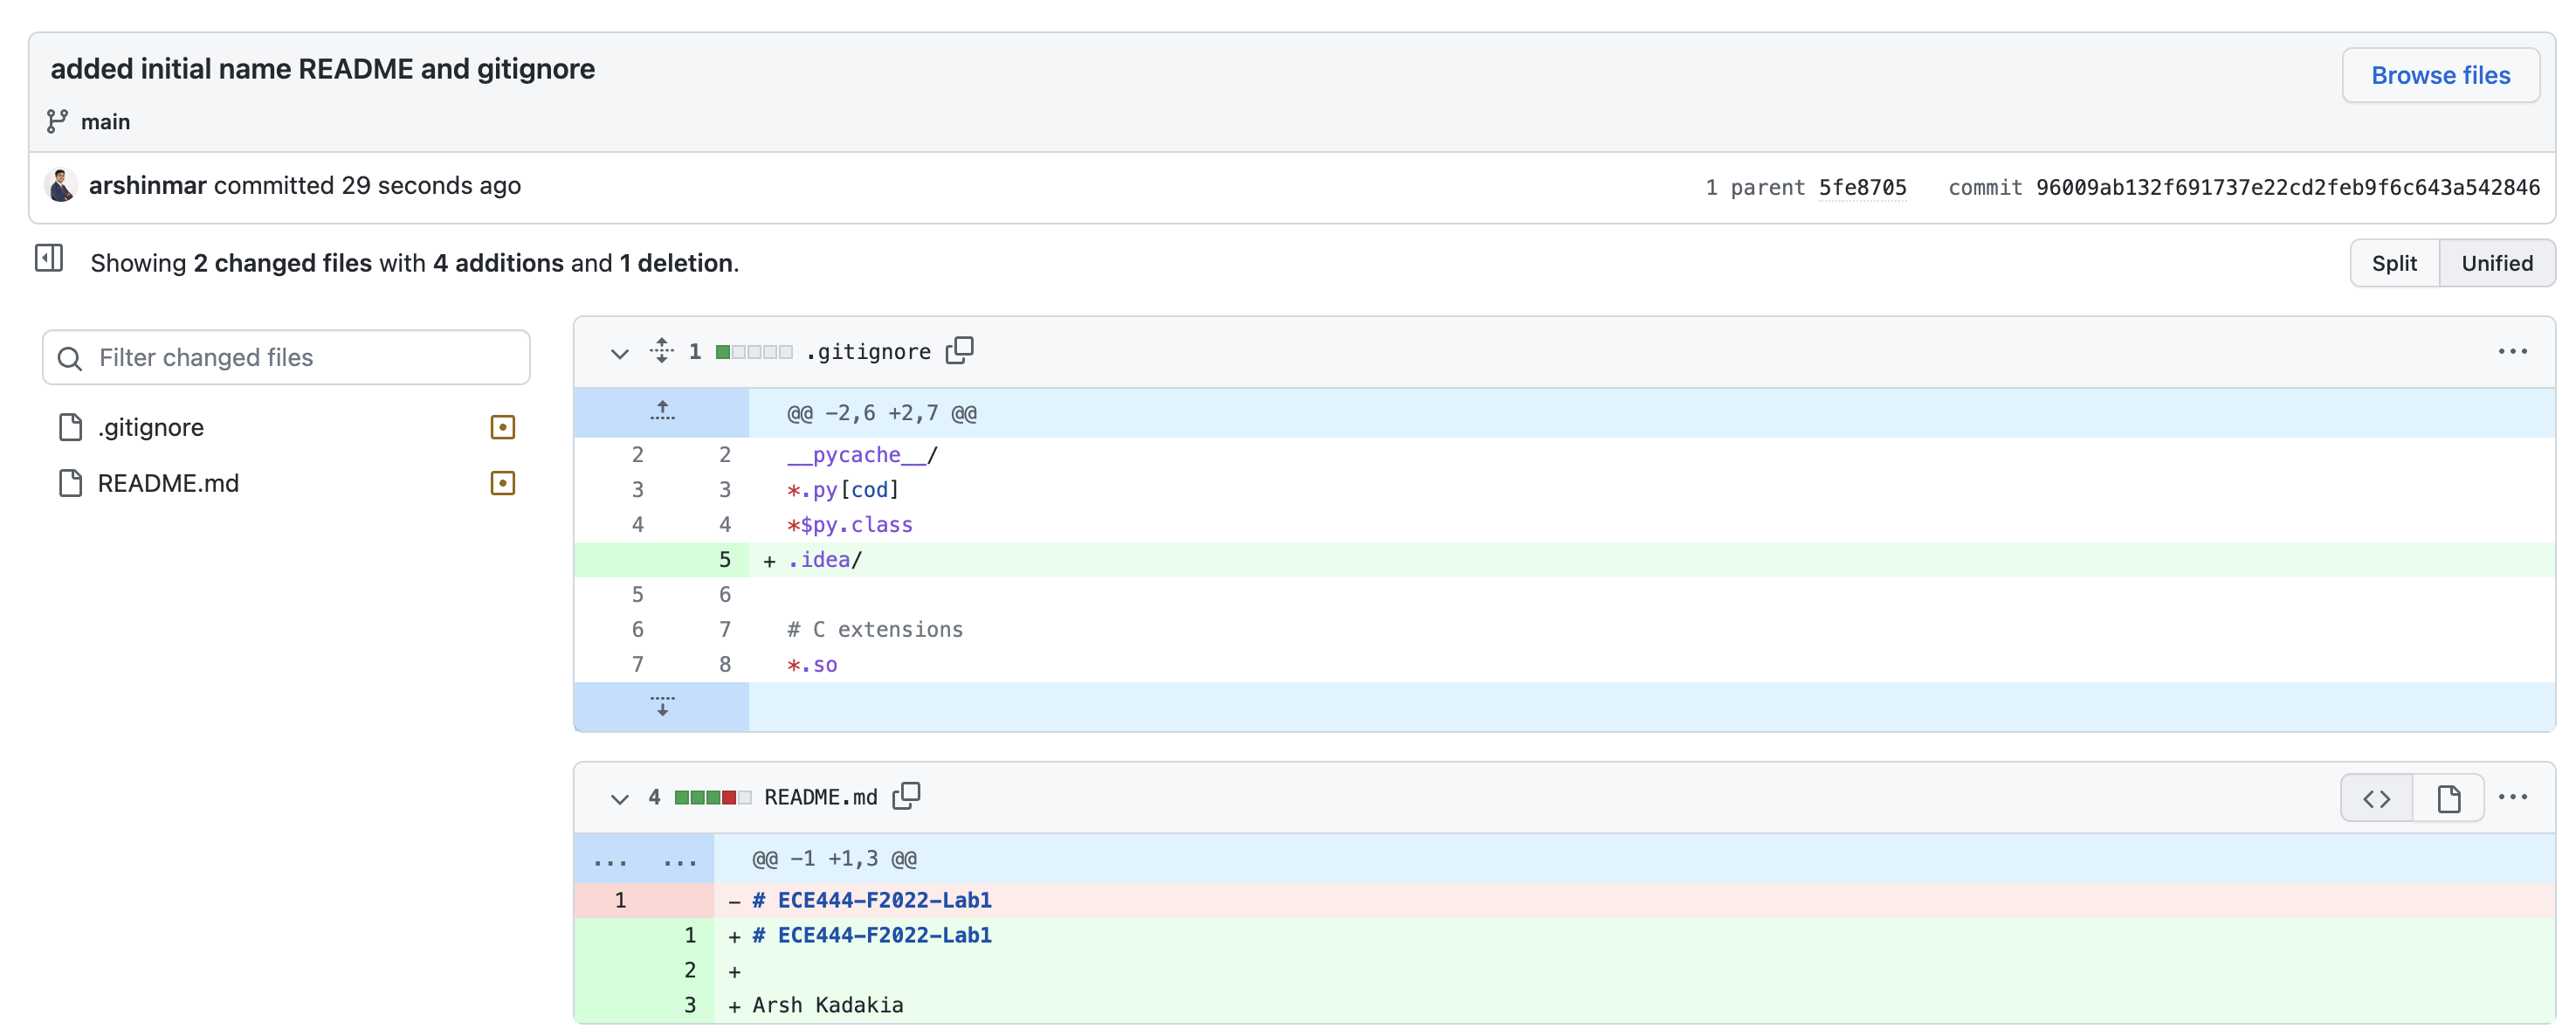 added initial name README and gitignore
Browse files
main
arshinmar committed 29 seconds ago
1 parent 5fe8705 commit 96009ab132f691737e22cd2feb9f6c643a542846
Showing 2 changed files with 4 additions and 1 deletion.
Split Unified
Filter changed files
.gitignore
README.md
1 .gitignore
@@ -2,6 +2,7 @@
2 2 __pycache__/
3 3 *.py[cod]
4 4 *$py.class
5 + .idea/
5 6
6 7 # C extensions
7 8 *.so
4 README.md
... ... @@ -1 +1,3 @@
1 - # ECE444-F2022-Lab1
1 + # ECE444-F2022-Lab1
2 +
3 + Arsh Kadakia